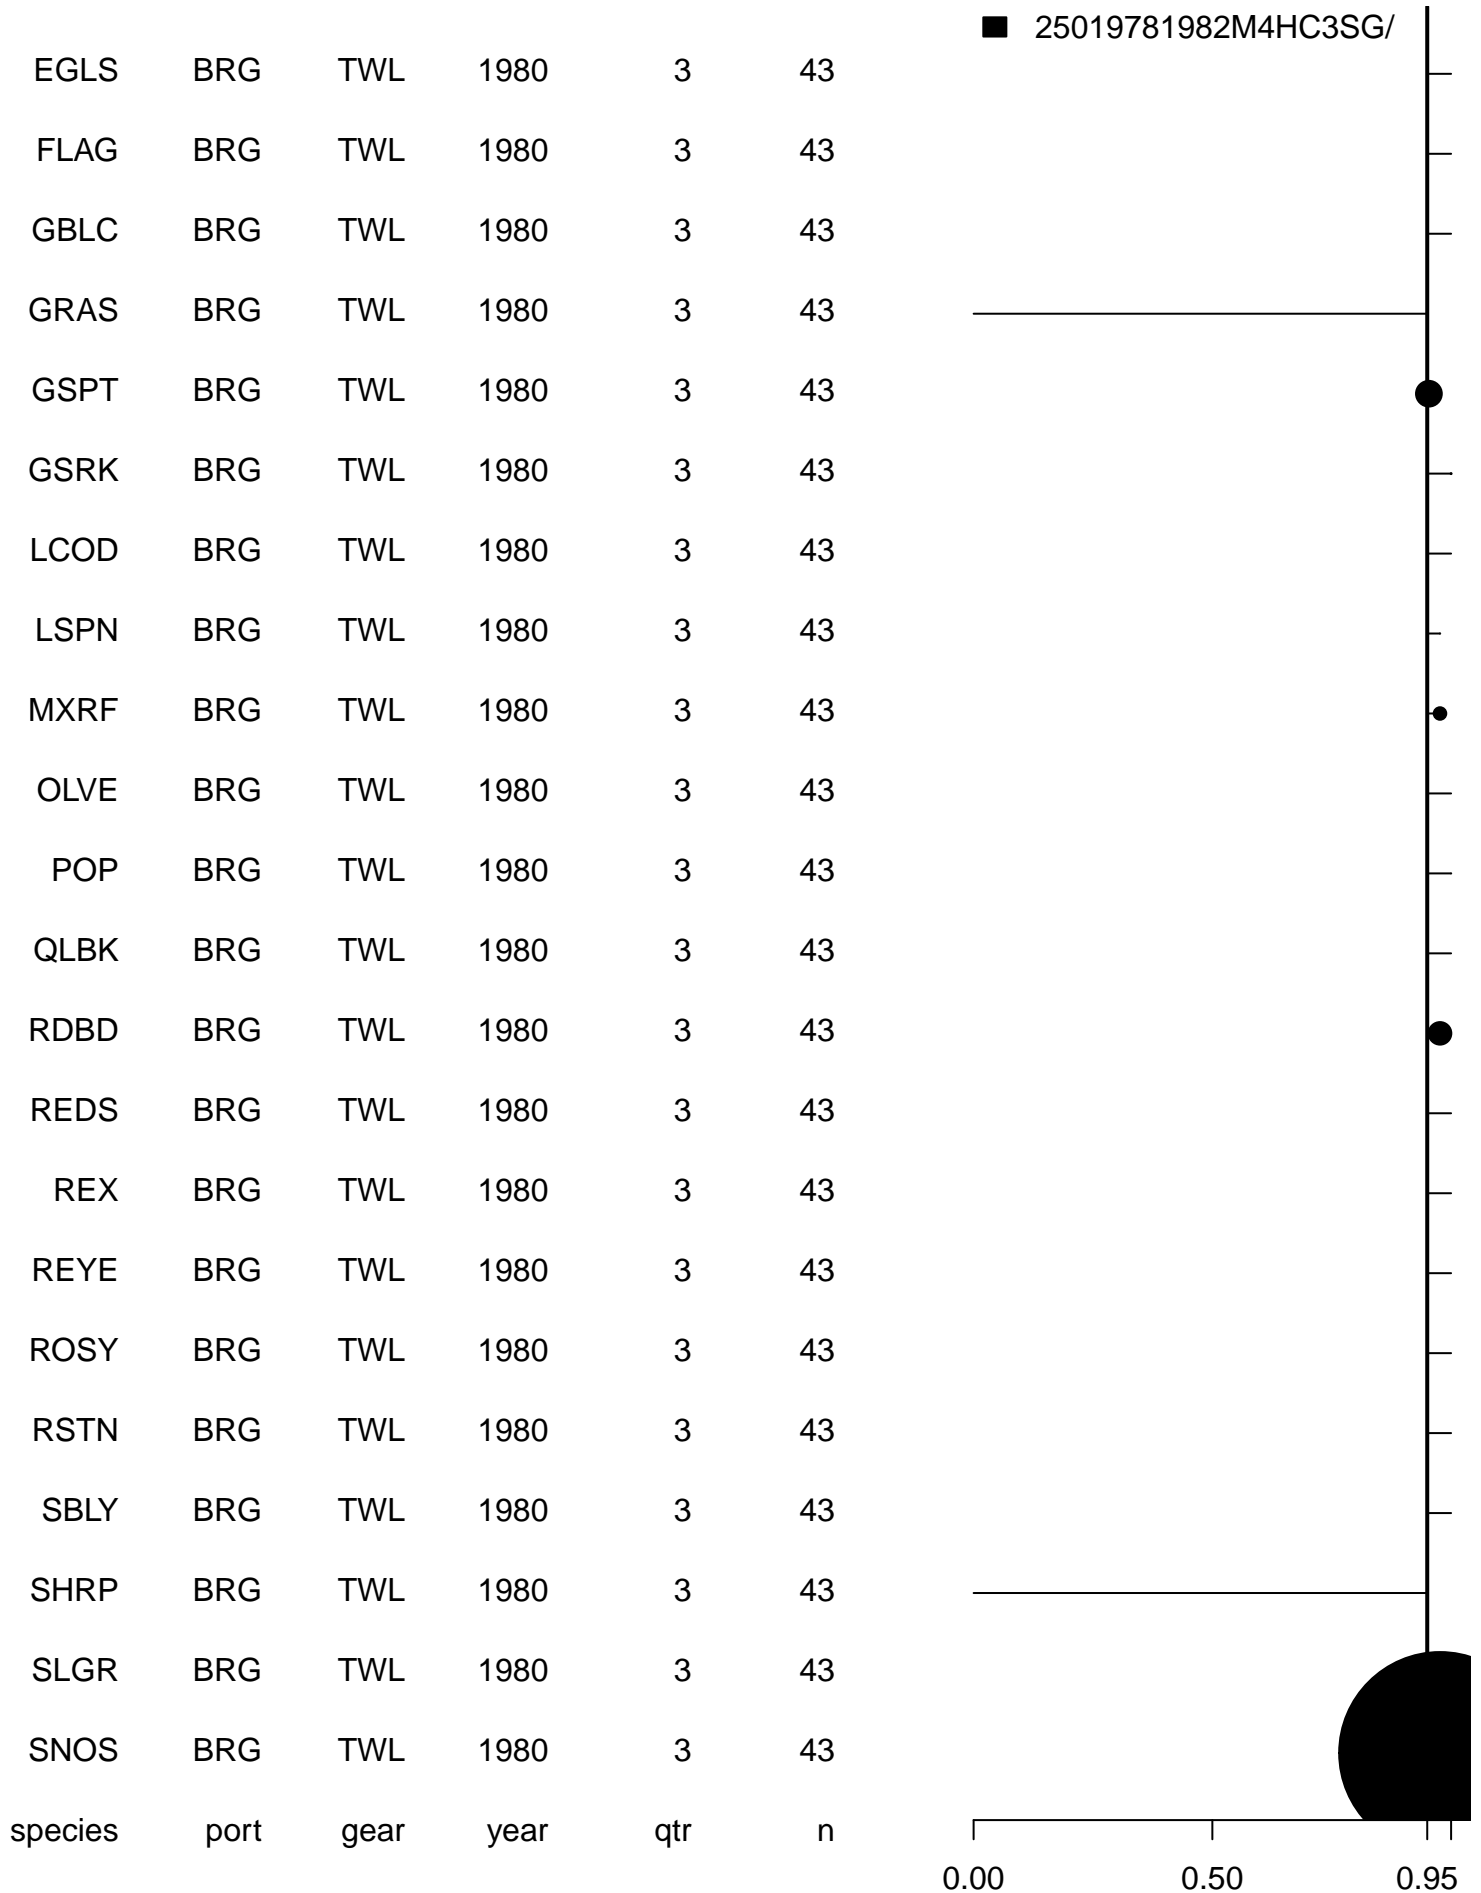 25019781982M4HC3SG/
EGLS BRG TWL 1980 3 43
FLAG BRG TWL 1980 3 43
GBLC BRG TWL 1980 3 43
GRAS BRG TWL 1980 3 43
GSPT BRG TWL 1980 3 43
GSRK BRG TWL 1980 3 43
LCOD BRG TWL 1980 3 43
LSPN BRG TWL 1980 3 43
MXRF BRG TWL 1980 3 43
OLVE BRG TWL 1980 3 43
POP BRG TWL 1980 3 43
QLBK BRG TWL 1980 3 43
RDBD BRG TWL 1980 3 43
REDS BRG TWL 1980 3 43
REX BRG TWL 1980 3 43
REYE BRG TWL 1980 3 43
ROSY BRG TWL 1980 3 43
RSTN BRG TWL 1980 3 43
SBLY BRG TWL 1980 3 43
SHRP BRG TWL 1980 3 43
SLGR BRG TWL 1980 3 43
SNOS BRG TWL 1980 3 43
species port gear year qtr n
0.00 0.50 0.95